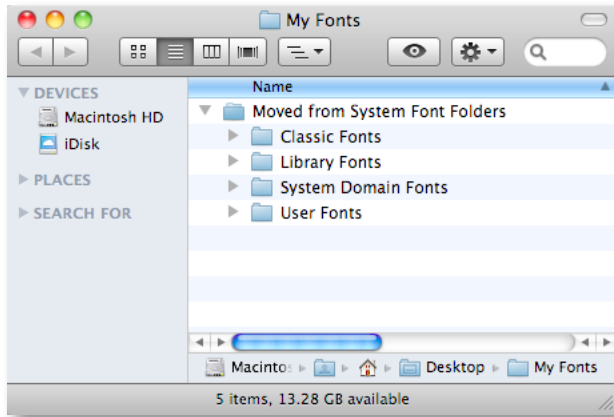 My Fonts
Name
DEVICES
Macintosh HD
iDisk
PLACES
SEARCH FOR
Moved from System Font Folders
Classic Fonts
Library Fonts
System Domain Fonts
User Fonts
Macinto: Desktop My Fonts
5 items, 13.28 GB available